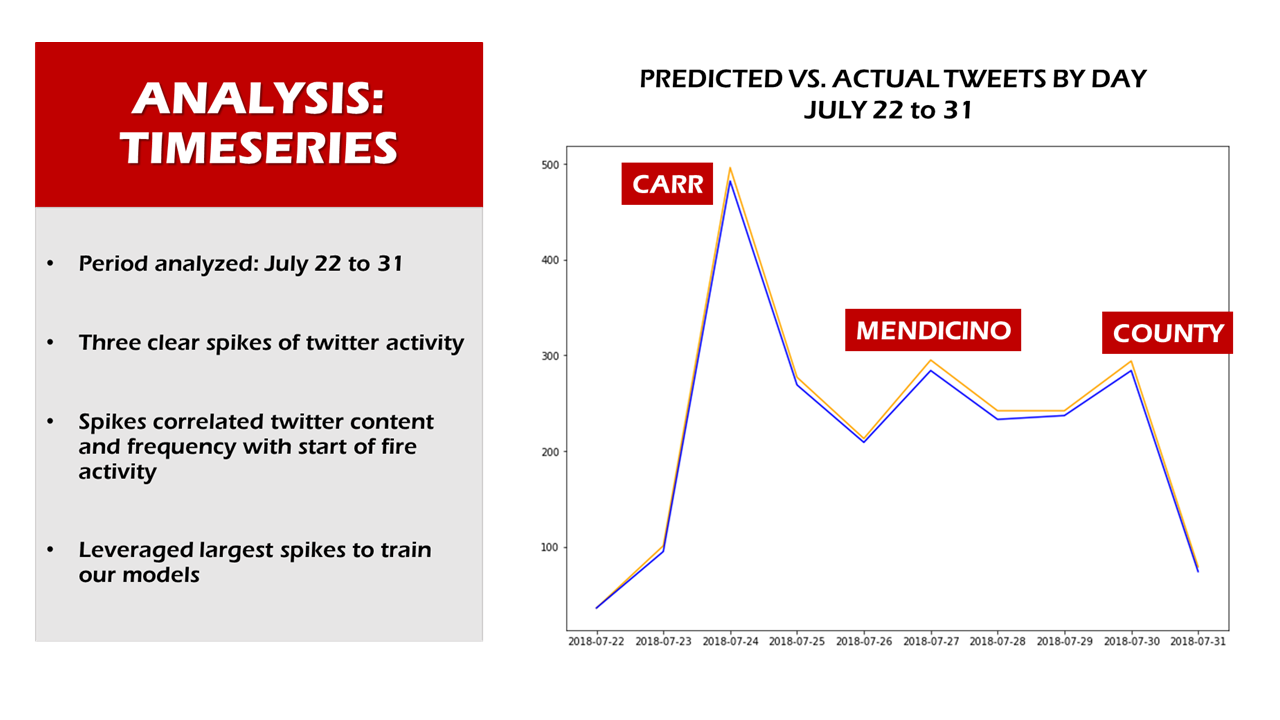 ANALYSIS:
TIMESERIES
• Period analyzed: July 22 to 31
• Three clear spikes of twitter activity
• Spikes correlated twitter content
and frequency with start of fire
activity
• Leveraged largest spikes to train
our models
PREDICTED VS. ACTUAL TWEETS BY DAY
JULY 22 to 31
500
400
300
200
100
CARR
MENDICINO
COUNTY
2018-07-22 2018-07-23 2018-07-24 2018-07-25 2018-07-26 2018-07-27 2018-07-28 2018-07-29 2018-07-30 2018-07-31